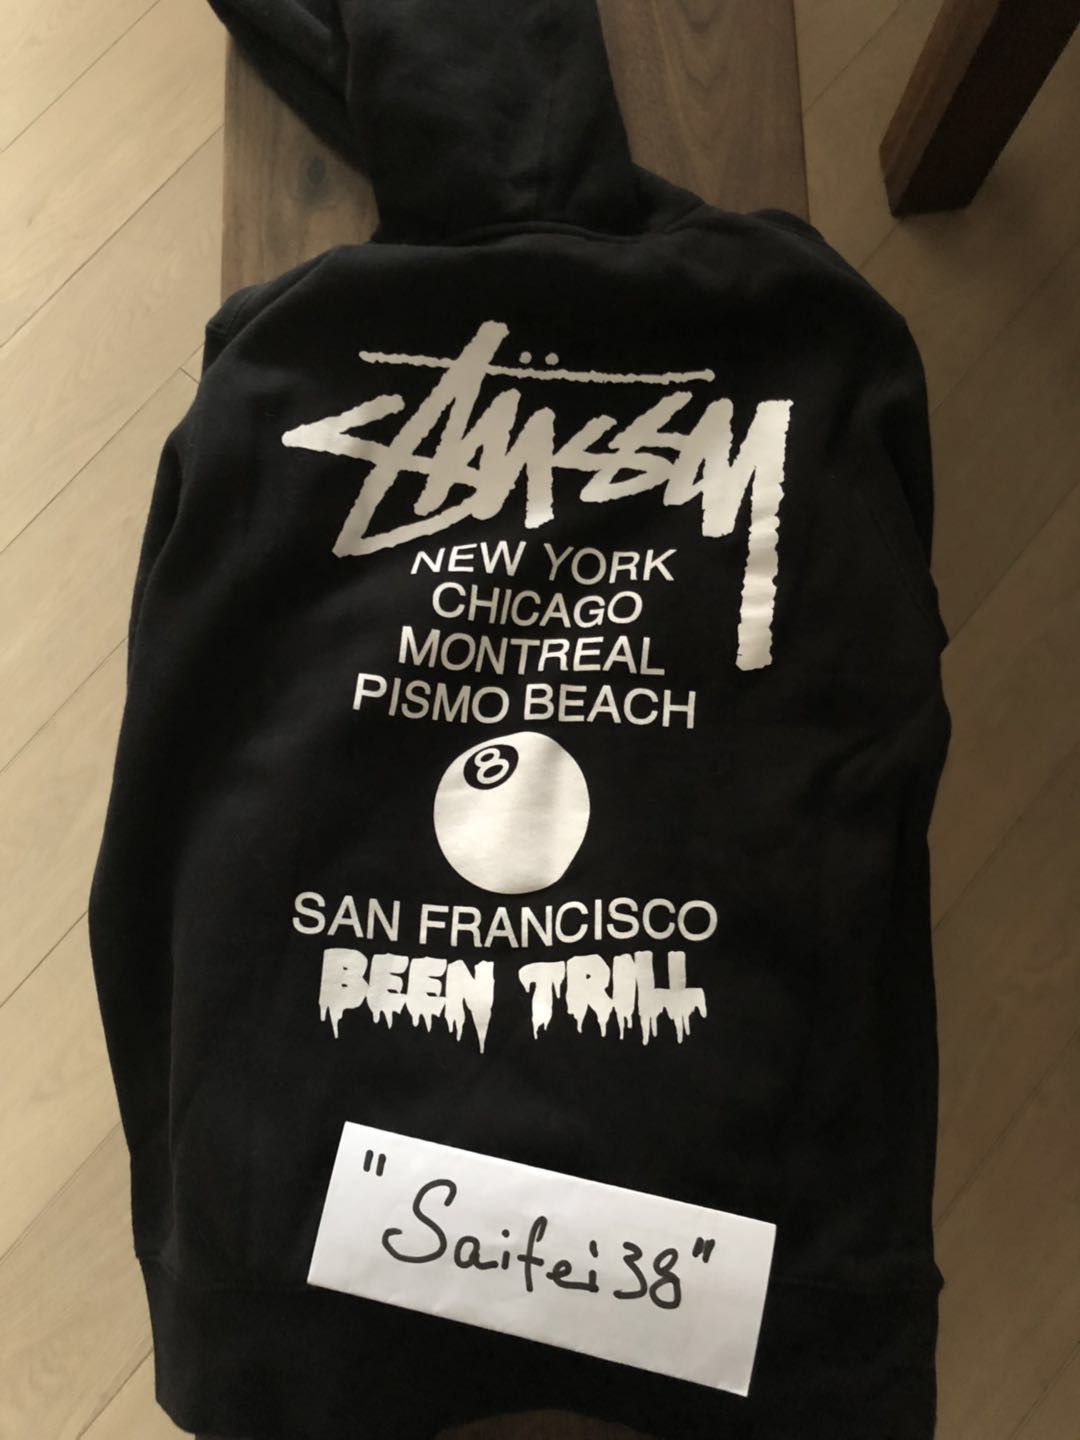 STÜSSY
NEW YORK
CHICAGO
MONTREAL
PISMO BEACH
8
SAN FRANCISCO
BEEN TRILL
"Saifei38"